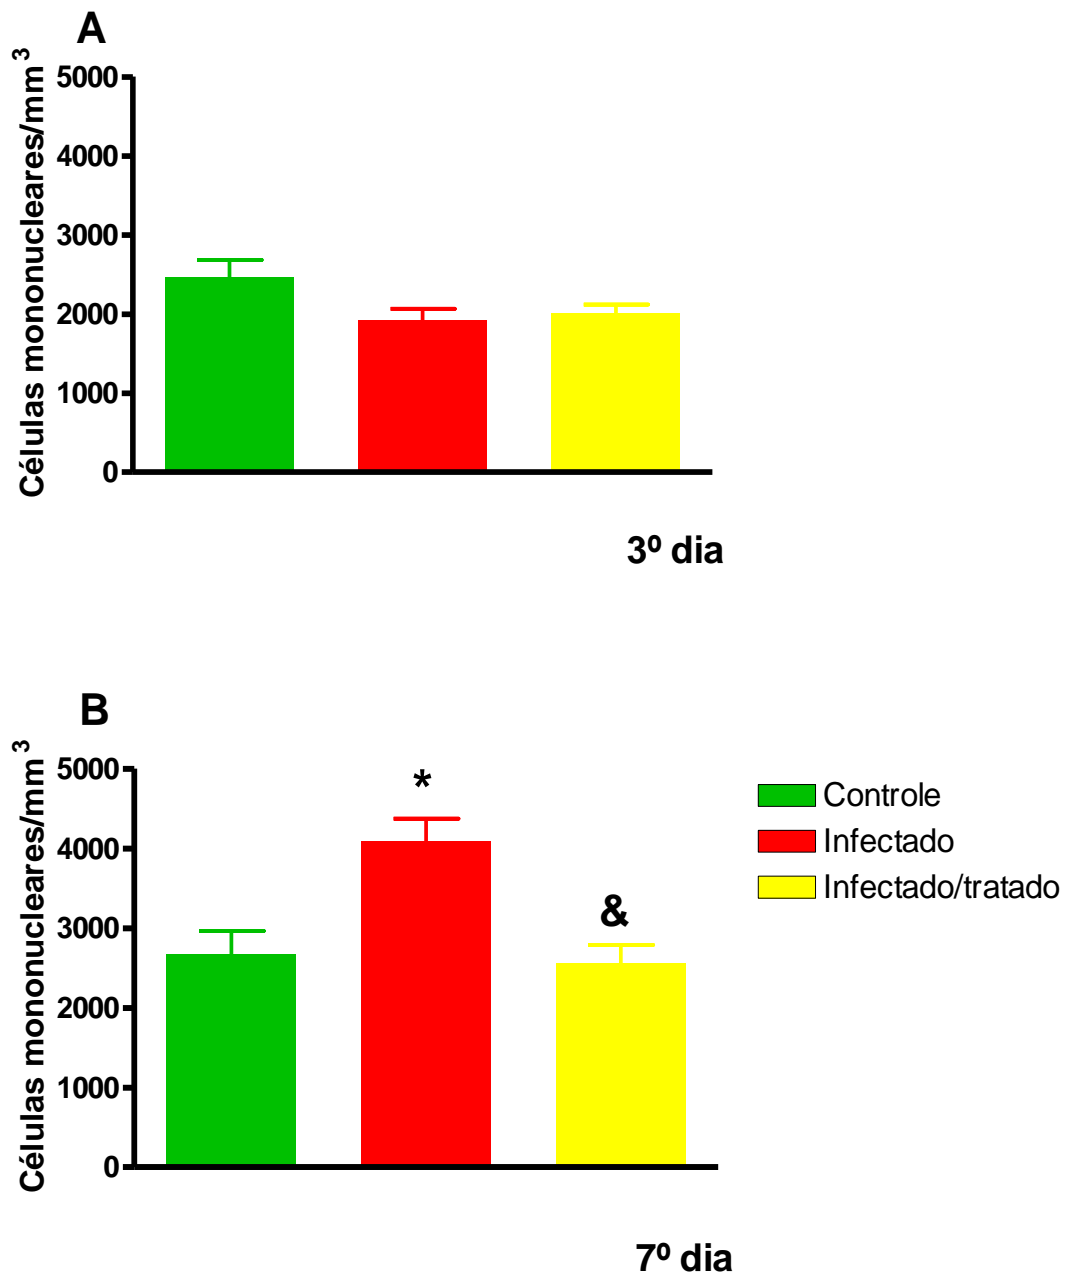 A
Células mononucleares/mm3
5000
4000
3000
2000
1000
0
3º dia
B
Células mononucleares/mm3
5000
4000
3000
2000
1000
0
*
&
Controle
Infectado
Infectado/tratado
7º dia